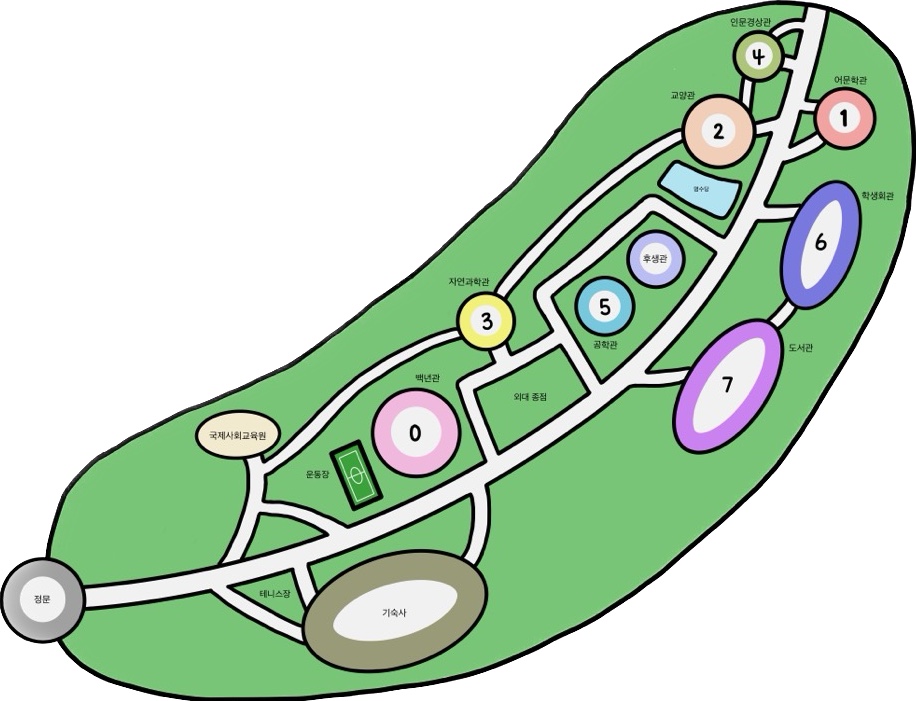 인문경상관
4
어문학관
1
교양관
2
명수당
학생회관
6
후생관
자연과학관
3
5
공학관
도서관
7
백년관
0
외대 종점
국제사회교육원
운동장
정문
테니스장
기숙사